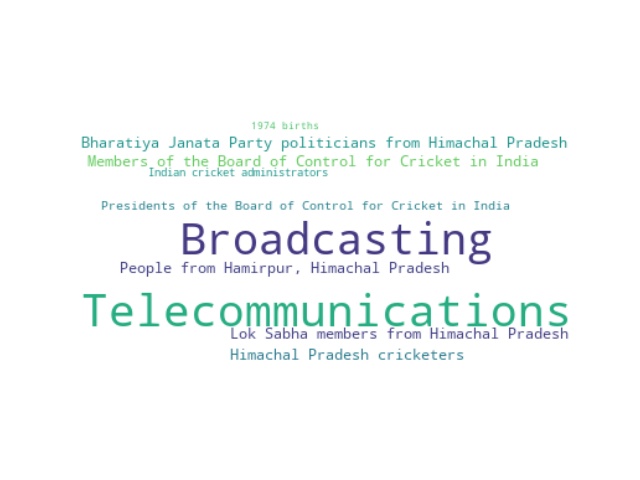 1974 births
Bharatiya Janata Party politicians from Himachal Pradesh
Members of the Board of Control for Cricket in India
Indian cricket administrators
Presidents of the Board of Control for Cricket in India
Broadcasting
People from Hamirpur, Himachal Pradesh
Telecommunications
Lok Sabha members from Himachal Pradesh
Himachal Pradesh cricketers